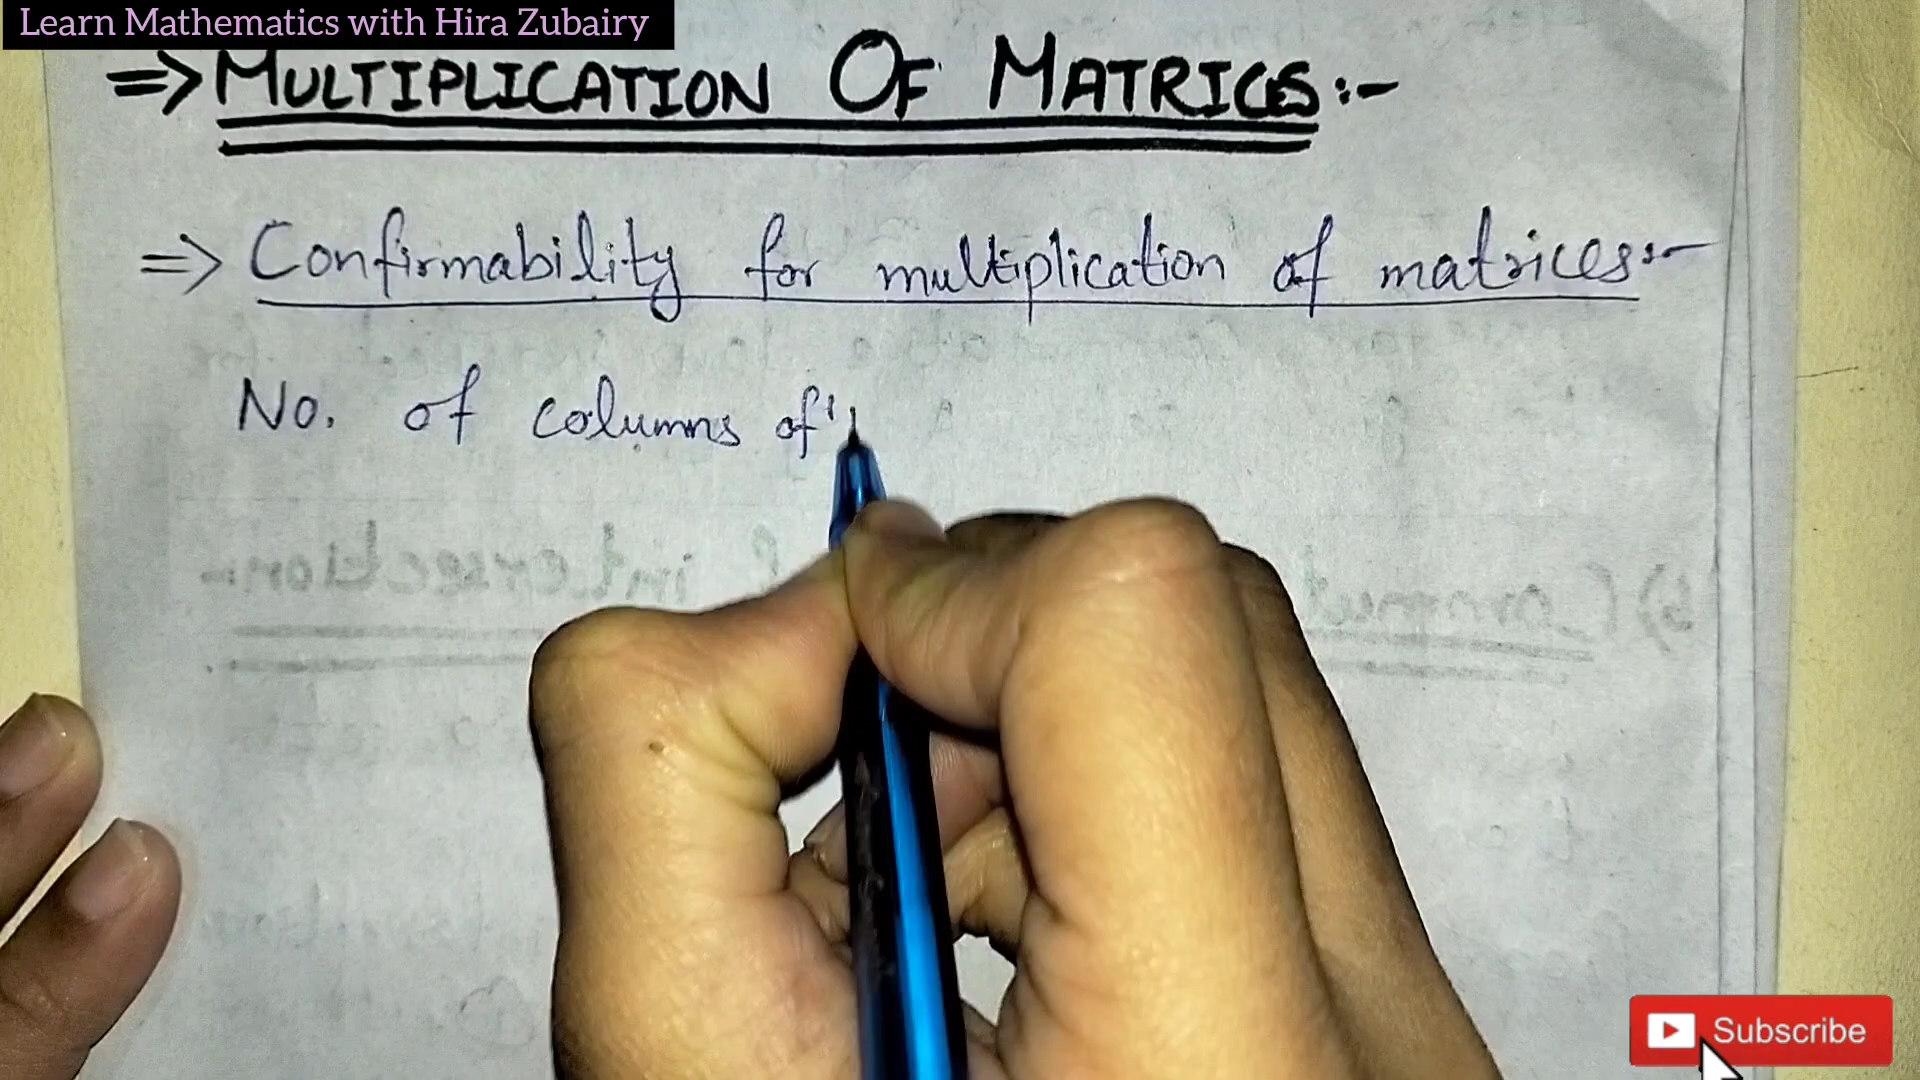 Learn Mathematics with Hira Zubairy
=> MULTIPLICATION OF MATRICES:-
=> Confirmability for multiplication of matrices:-
No. of columns of
Subscribe